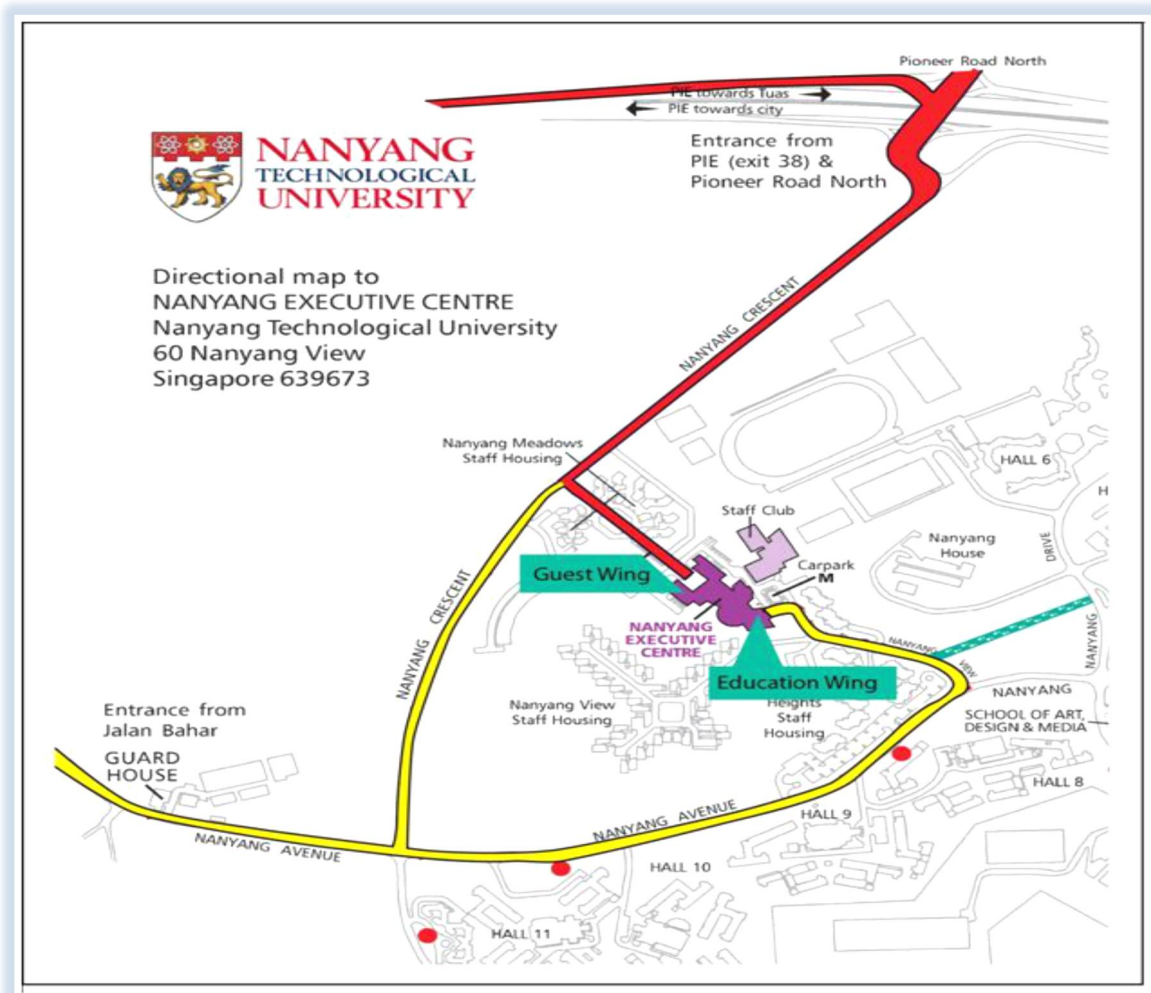 Pioneer Road North
PIE towards Tuas
PIE towards city
Entrance from
PIE (exit 38) &
Pioneer Road North
NANYANG
TECHNOLOGICAL
UNIVERSITY
Directional map to
NANYANG EXECUTIVE CENTRE
Nanyang Technological University
60 Nanyang View
Singapore 639673
NANYANG CRESCENT
Nanyang Meadows
Staff Housing
HALL 6
H
Staff Club
Nanyang
House
DRIVE
Carpark
M
Guest Wing
NANYANG
EXECUTIVE
CENTRE
NANYANG CRESCENT
NANYANG
VIEW
NANYANG
Education Wing
NANYANG
Nanyang View
Staff Housing
Heights
Staff
Housing
SCHOOL OF ART,
DESIGN & MEDIA
Entrance from
Jalan Bahar
GUARD
HOUSE
HALL 8
NANYANG AVENUE
HALL 9
NANYANG AVENUE
HALL 10
HALL 11